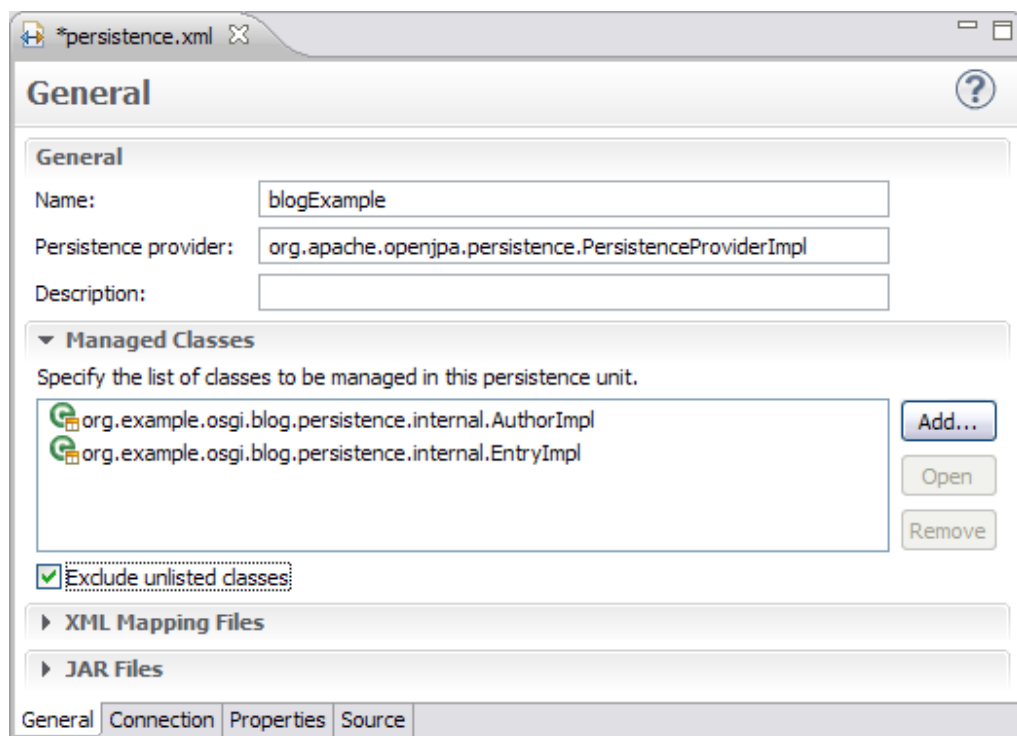 *persistence.xml
General
General
Name: blogExample
Persistence provider: org.apache.openjpa.persistence.PersistenceProviderImpl
Description:
Managed Classes
Specify the list of classes to be managed in this persistence unit.
org.example.osgi.blog.persistence.internal.AuthorImpl
org.example.osgi.blog.persistence.internal.EntryImpl
Add...
Open
Remove
Exclude unlisted classes
XML Mapping Files
JAR Files
General Connection Properties Source